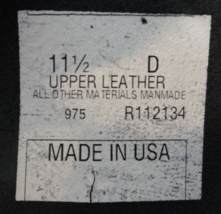 11½ D
UPPER LEATHER
ALL OTHER MATERIALS MANMADE
975 R112134
MADE IN USA